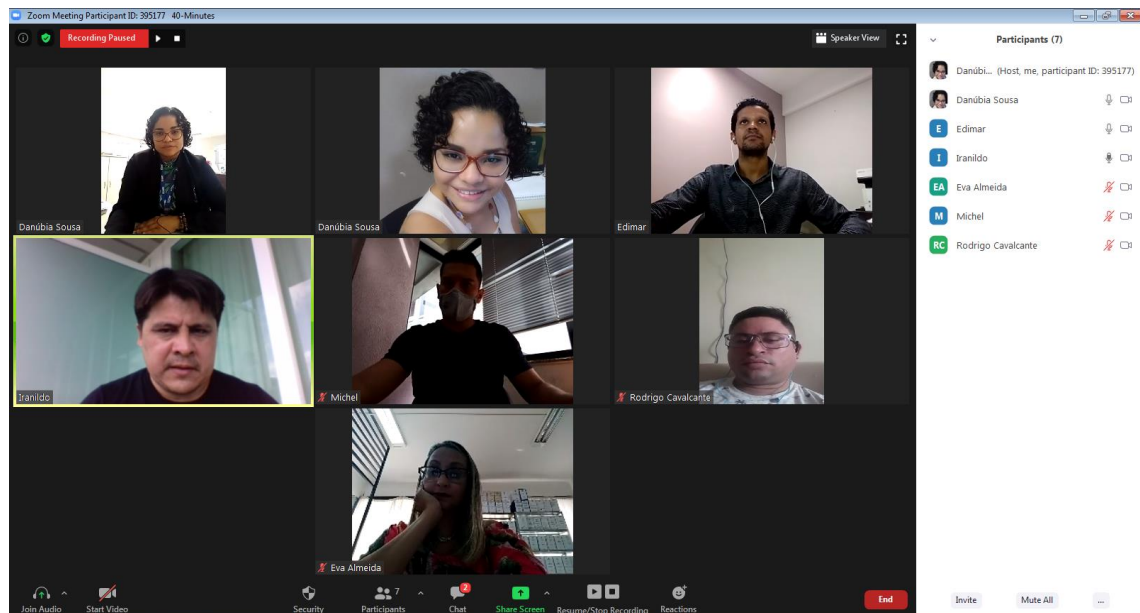 Zoom Meeting Participant ID: 395177 40-Minutes
Recording Paused
Speaker View
Danúbia Sousa
Danúbia Sousa
Edimar
Iranildo
Michel
Rodrigo Cavalcante
Eva Almeida
Join Audio
Start Video
Security
7
Participants
2
Chat
Share Screen
Resume/Stop Recording
Reactions
End
Participants (7)
Danúbi... (Host, me, participant ID: 395177)
Danúbia Sousa
E Edimar
I Iranildo
EA Eva Almeida
M Michel
RC Rodrigo Cavalcante
Invite
Mute All
...